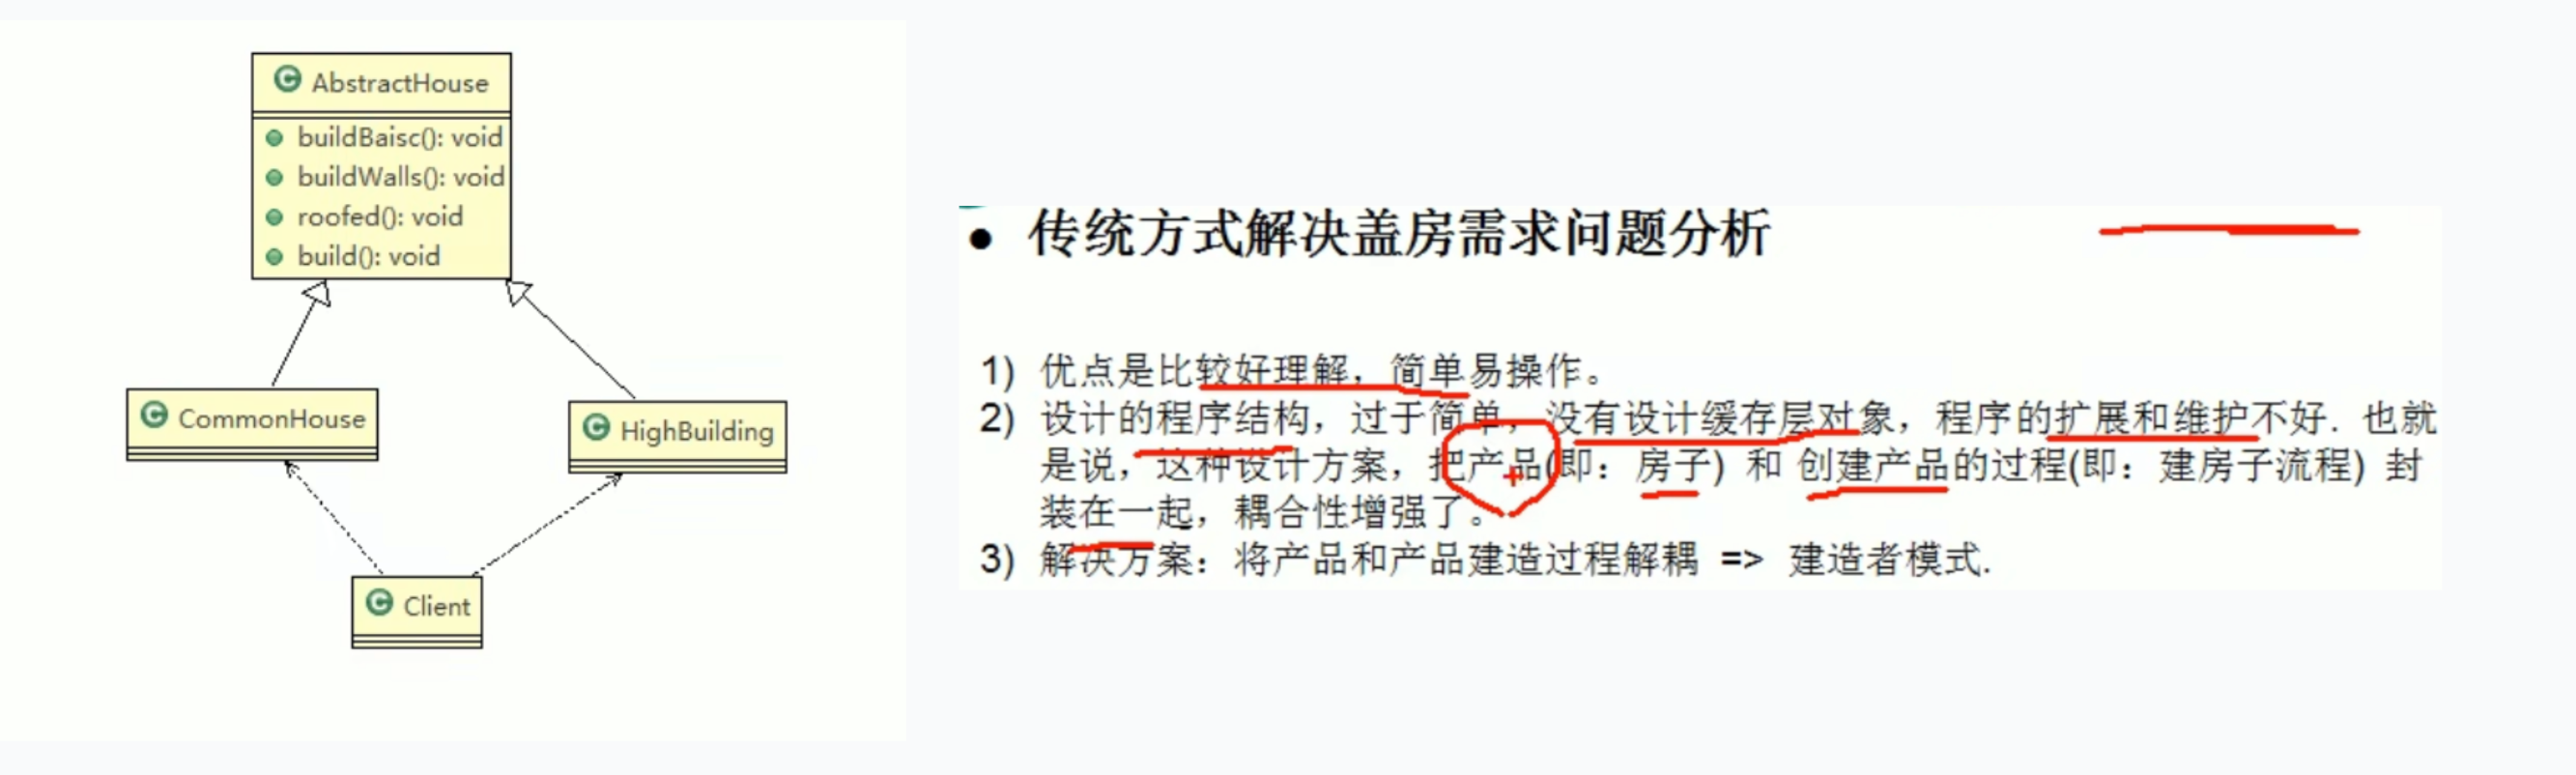 AbstractHouse
buildBaisc(): void
buildWalls(): void
roofed(): void
build(): void
CommonHouse
HighBuilding
Client
● 传统方式解决盖房需求问题分析
1) 优点是比较好理解，简单易操作。
2) 设计的程序结构，过于简单，没有设计缓存层对象，程序的扩展和维护不好. 也就
是说，这种设计方案，把产品(即：房子) 和 创建产品的过程(即：建房子流程) 封
装在一起，耦合性增强了。
3) 解决方案：将产品和产品建造过程解耦 => 建造者模式.